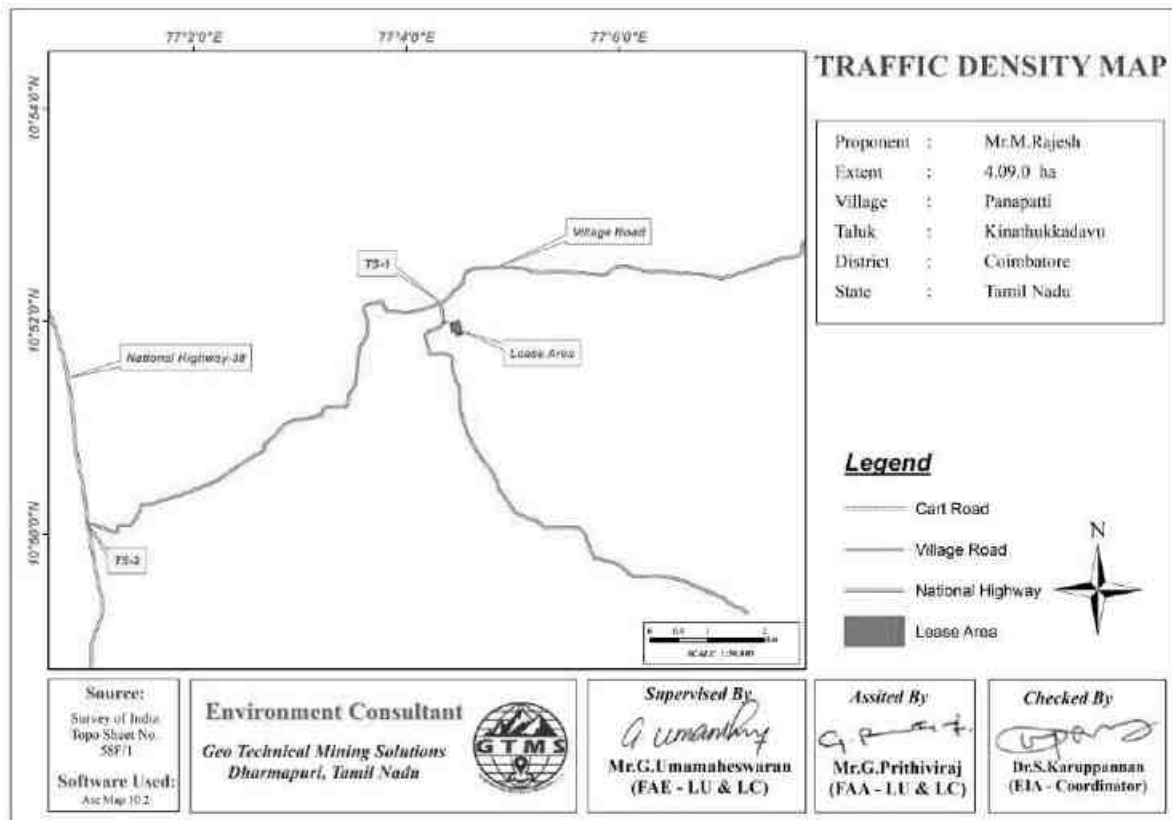 TRAFFIC DENSITY MAP
77°2'0"E 77°4'0"E 77°6'0"E
10°54'0"N
10°52'0"N
10°50'0"N
Village Road
TS-1
Lease Area
TS-2
Proponent : Mr.M.Rajesh
Extent : 4.09.0 ha
Village : Panapatti
Taluk : Kinathukkadavu
District : Coimbatore
State : Tamil Nadu
Legend
Cart Road
Village Road
National Highway
Lease Area
N
Source:
Survey of India
Topo Sheet No.
58F/1
Software Used:
Arc Map 10.2
Environment Consultant
Geo Technical Mining Solutions
Dharmapuri, Tamil Nadu
GTMS
Supervised By
Mr.G.Umamaheswaran
(FAE - LU & LC)
Assited By
Mr.G.Prithiviraj
(FAA - LU & LC)
Checked By
Dr.S.Karuppannan
(EIA - Coordinator)